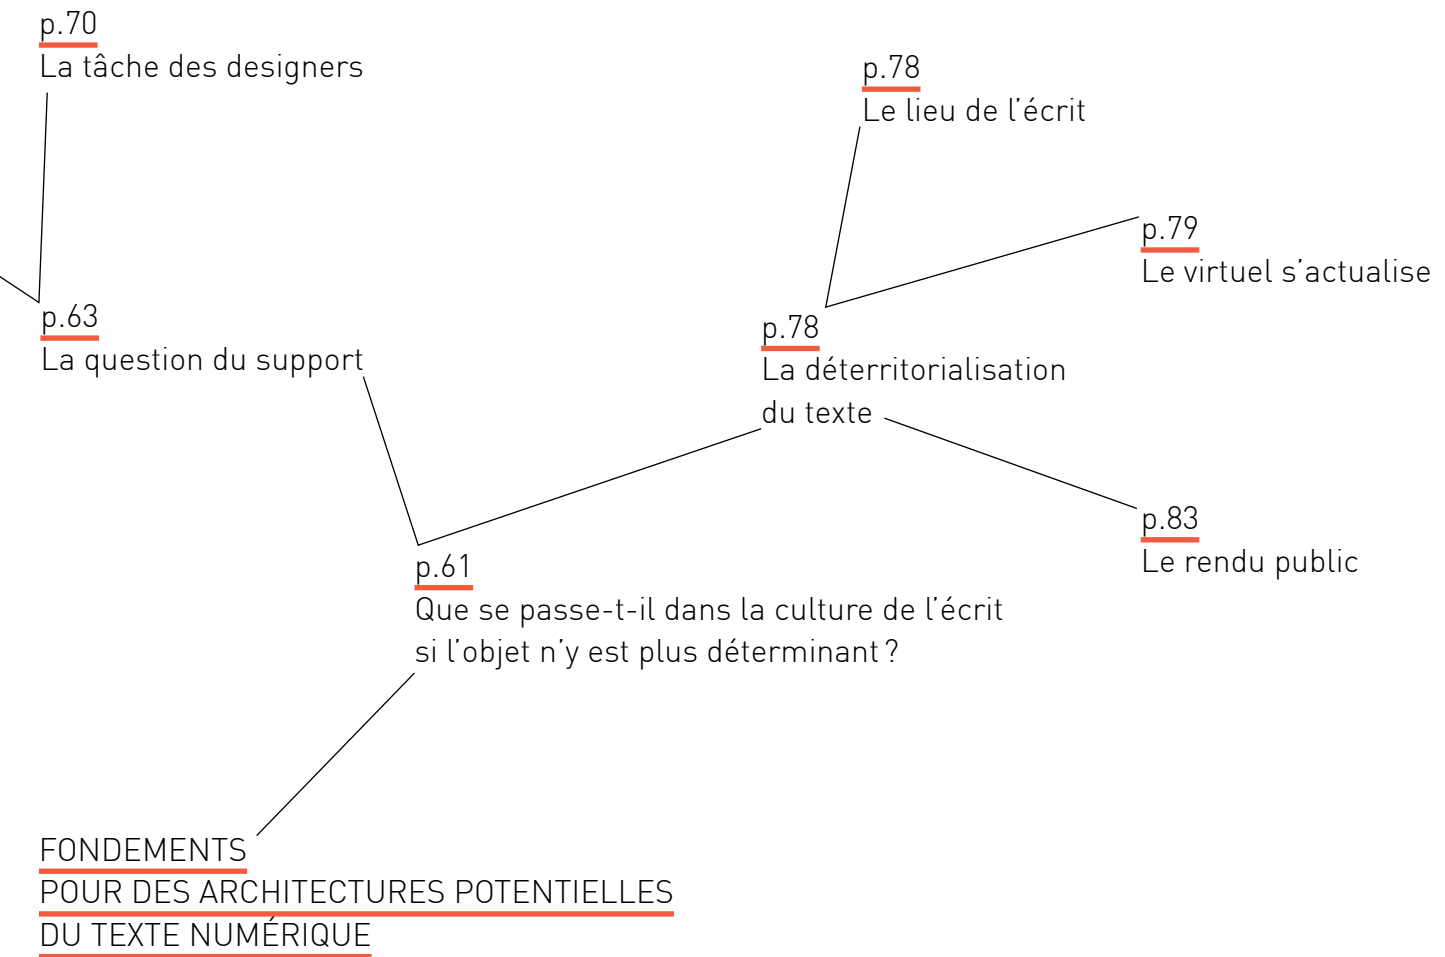 p.70
La tâche des designers
p.78
Le lieu de l’écrit
p.79
Le virtuel s’actualise
p.63
La question du support
p.78
La déterritorialisation
du texte
p.83
Le rendu public
p.61
Que se passe-t-il dans la culture de l’écrit
si l’objet n’y est plus déterminant ?
FONDEMENTS
POUR DES ARCHITECTURES POTENTIELLES
DU TEXTE NUMÉRIQUE